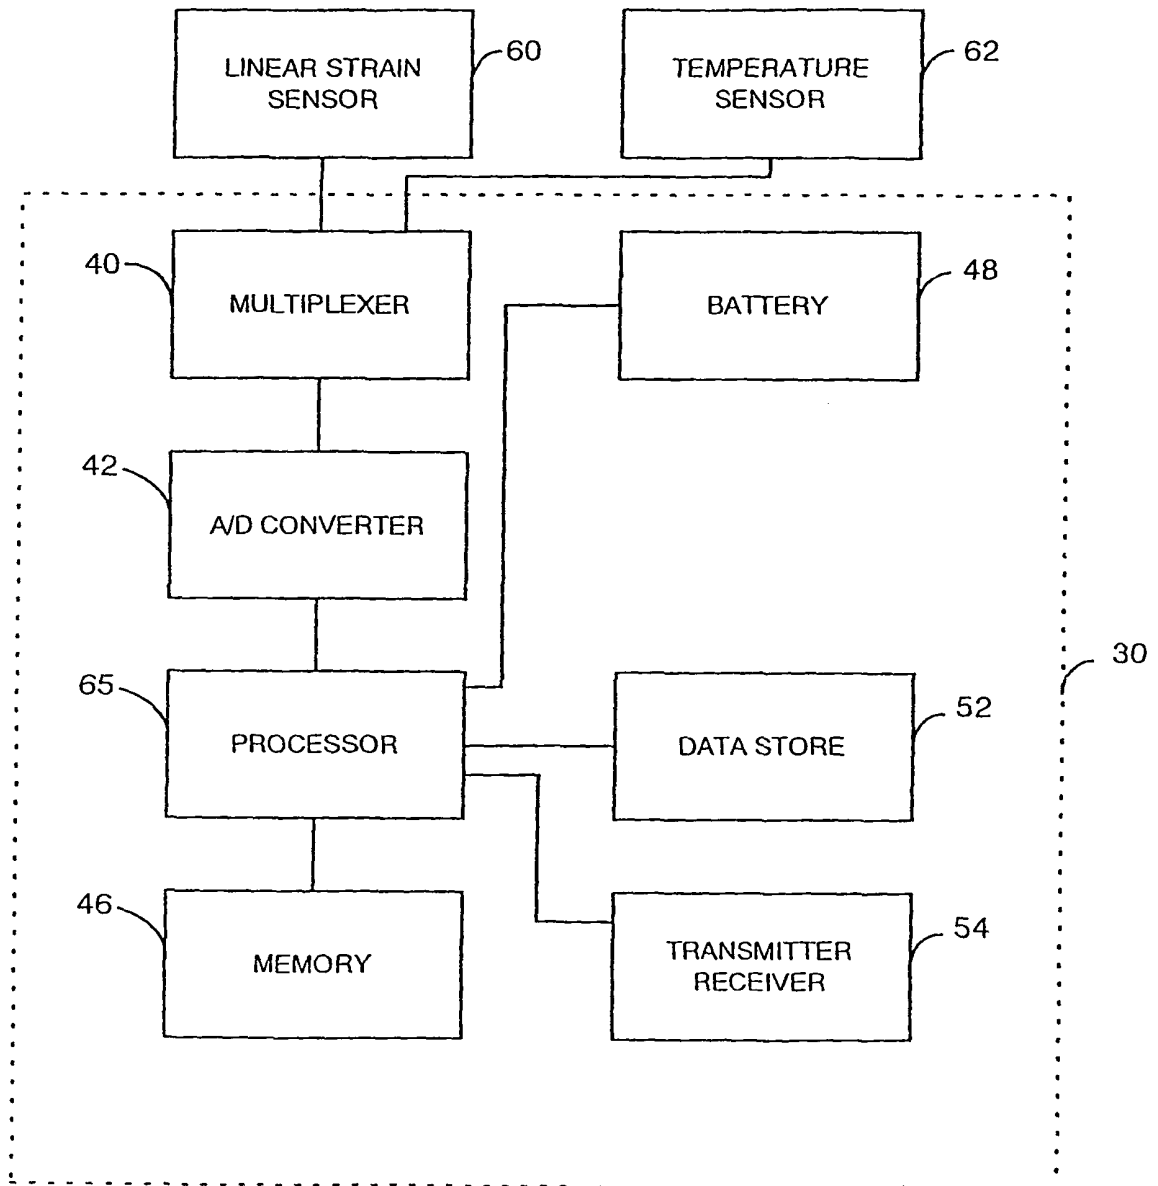 LINEAR STRAIN
SENSOR
60
TEMPERATURE
SENSOR
62
40
MULTIPLEXER
BATTERY
48
42
A/D CONVERTER
65
PROCESSOR
DATA STORE
52
30
46
MEMORY
TRANSMITTER
RECEIVER
54